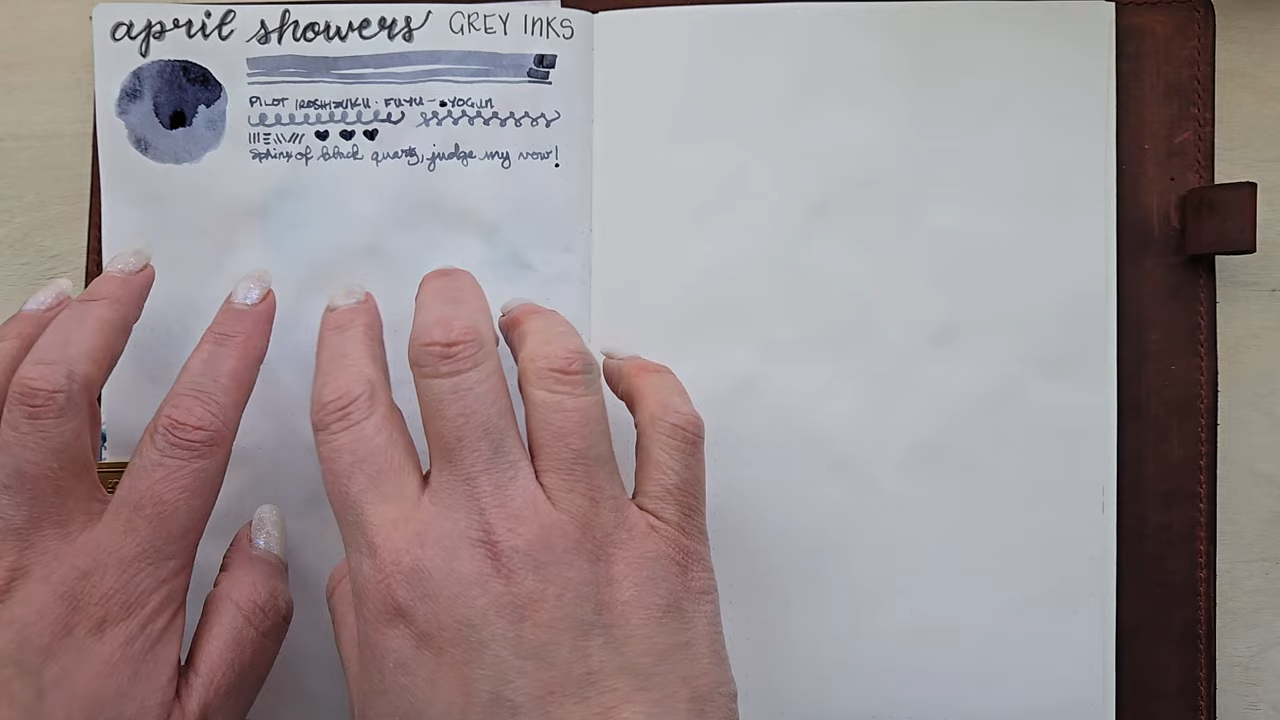 april showers GREY INKS
PILOT IROSHIZUKU - FUYU - SYOGUN
Sphinx of black quartz, judge my vow!